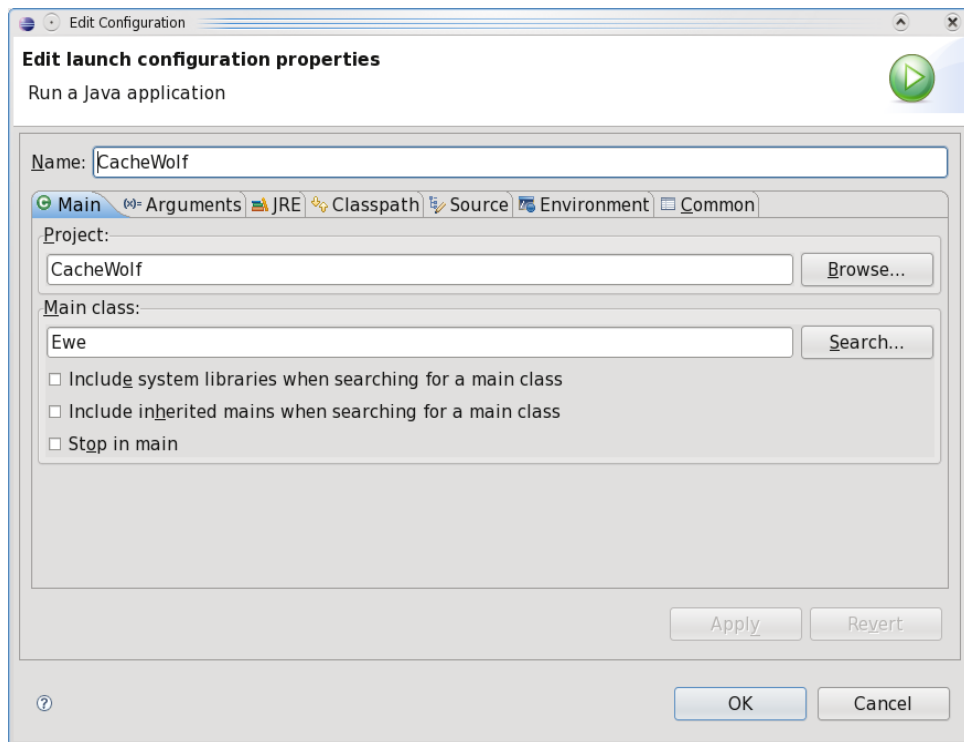 Edit Configuration
Edit launch configuration properties
Run a Java application
Name: CacheWolf
Main (x)= Arguments JRE Classpath Source Environment Common
Project:
CacheWolf Browse...
Main class:
Ewe Search...
Include system libraries when searching for a main class
Include inherited mains when searching for a main class
Stop in main
Apply Revert
? OK Cancel